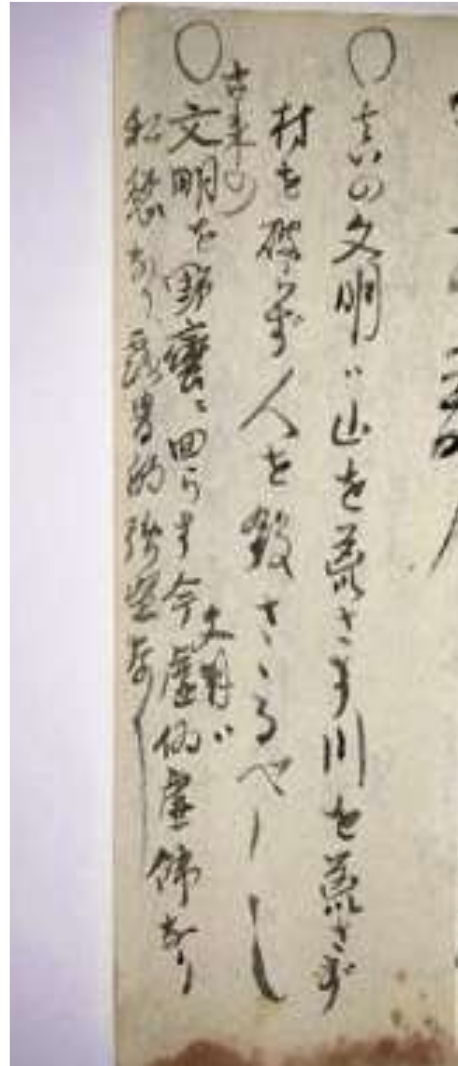 ○真の文明ハ山を荒さず川を荒さず
村を破らず人を殺さゝるべし
○古来の文明を野蠻ニ回らす今文明ハ虚偽虚飾なり
私慾なり露骨的強盗なり